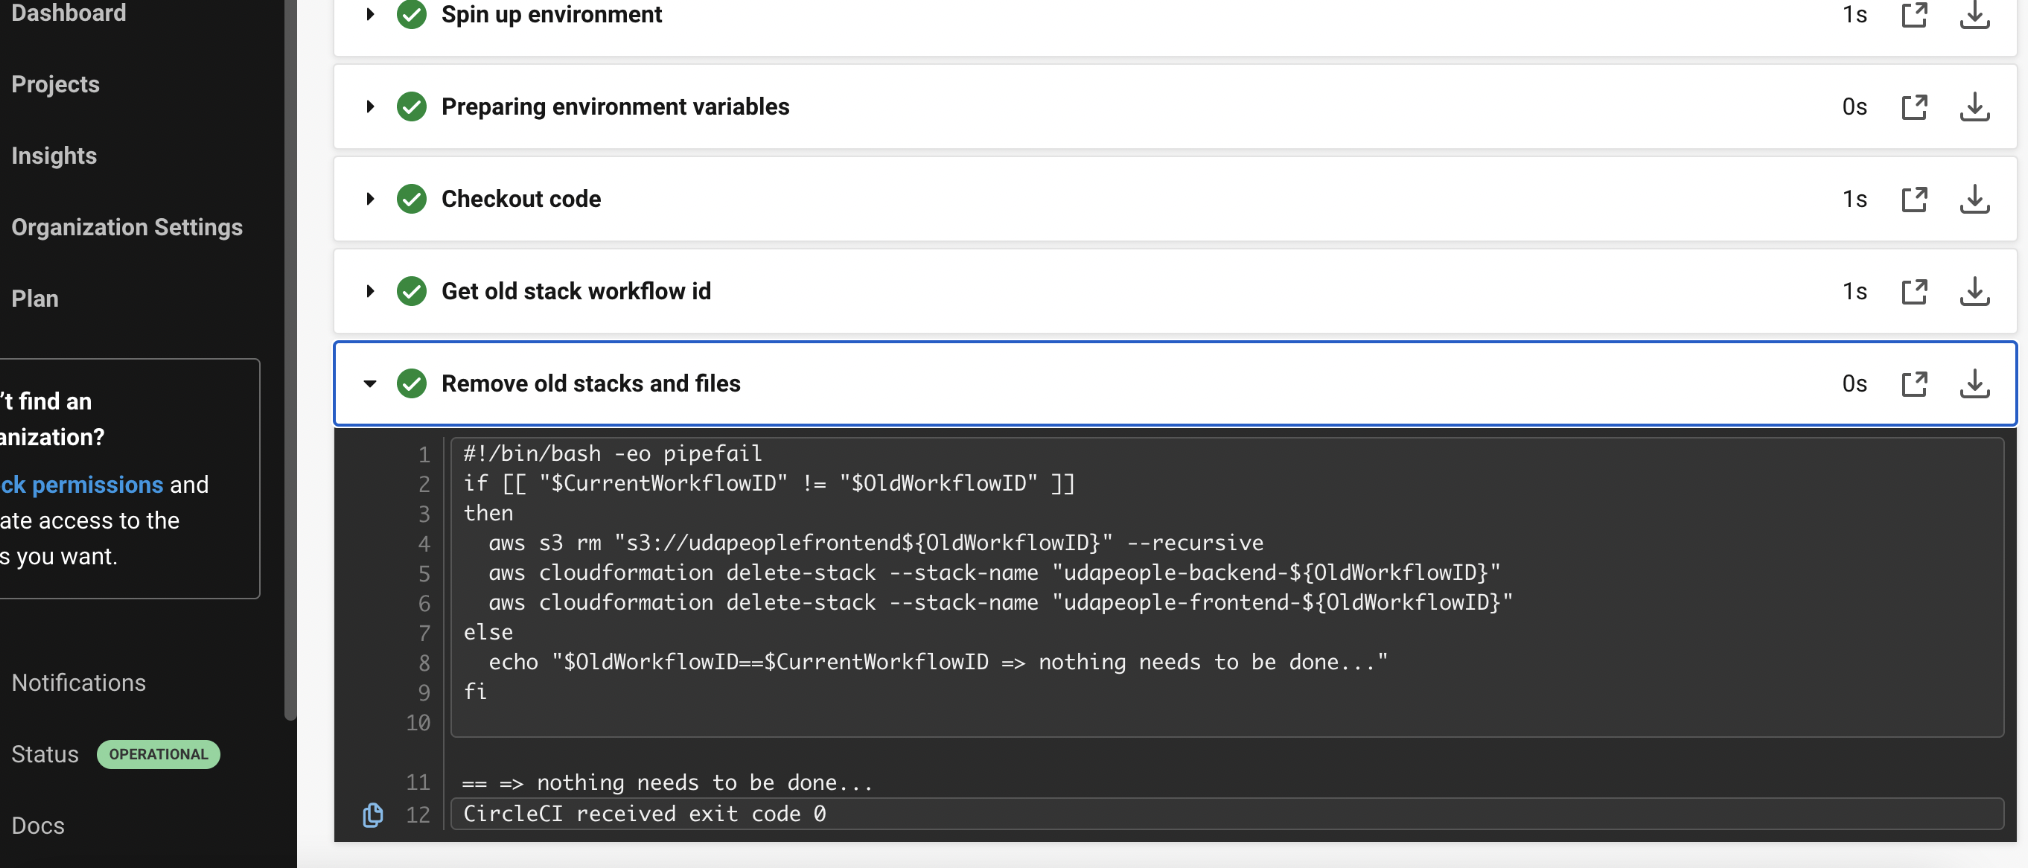 Dashboard
Projects
Insights
Organization Settings
Plan
't find an
anization?
ck permissions and
ate access to the
s you want.
Notifications
Status OPERATIONAL
Docs
Spin up environment 1s
Preparing environment variables 0s
Checkout code 1s
Get old stack workflow id 1s
Remove old stacks and files 0s
1 #!/bin/bash -eo pipefail
2 if [[ "$CurrentWorkflowID" != "$OldWorkflowID" ]]
3 then
4   aws s3 rm "s3://udapeoplefrontend${OldWorkflowID}" --recursive
5   aws cloudformation delete-stack --stack-name "udapeople-backend-${OldWorkflowID}"
6   aws cloudformation delete-stack --stack-name "udapeople-frontend-${OldWorkflowID}"
7 else
8   echo "$OldWorkflowID==$CurrentWorkflowID => nothing needs to be done..."
9 fi
10
11 == => nothing needs to be done...
12 CircleCI received exit code 0